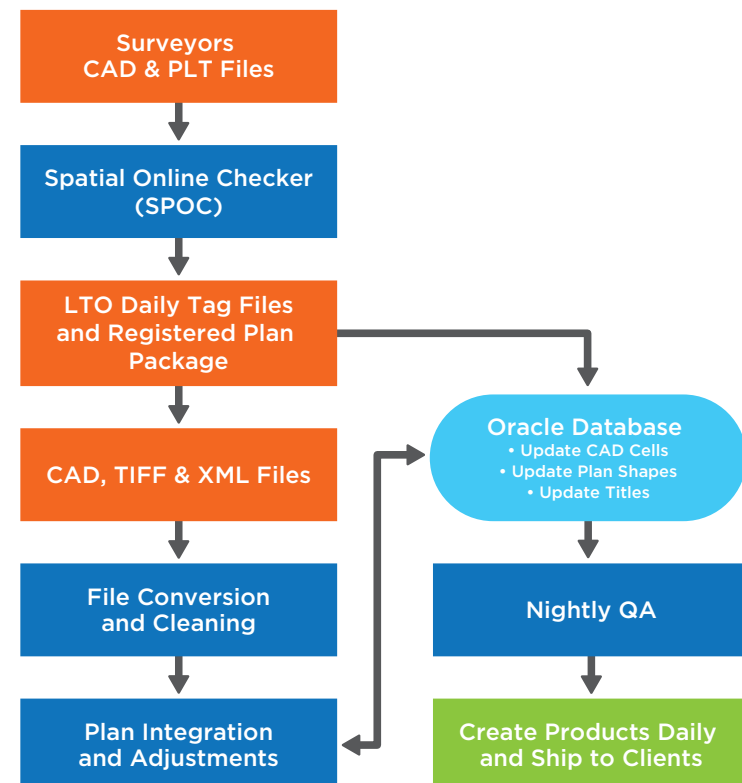 Surveyors
CAD & PLT Files
Spatial Online Checker
(SPOC)
LTO Daily Tag Files
and Registered Plan
Package
CAD, TIFF & XML Files
File Conversion
and Cleaning
Plan Integration
and Adjustments
Oracle Database
• Update CAD Cells
• Update Plan Shapes
• Update Titles
Nightly QA
Create Products Daily
and Ship to Clients